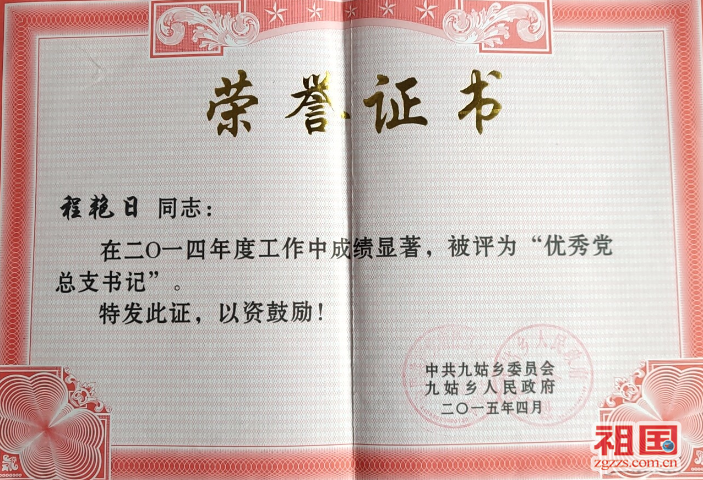 荣誉证书
程艳日 同志：
在二〇一四年度工作中成绩显著，被评为“优秀党
总支书记”。
特发此证，以资鼓励！
中共九姑乡委员会
九姑乡人民政府
二〇一五年四月
祖国
zgzzs.com.cn